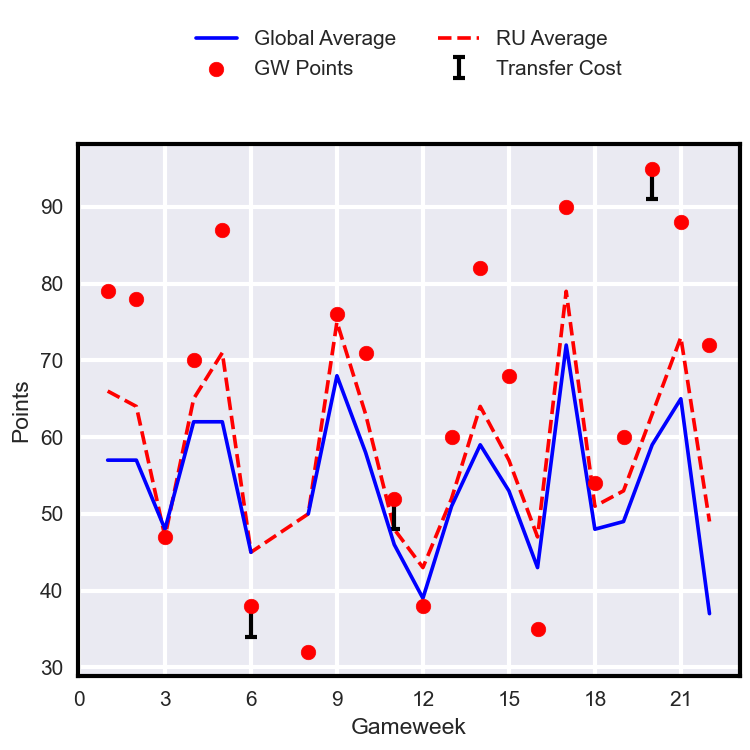 Global Average
RU Average
GW Points
Transfer Cost
90
80
70
60
50
40
30
Points
0 3 6 9 12 15 18 21
Gameweek